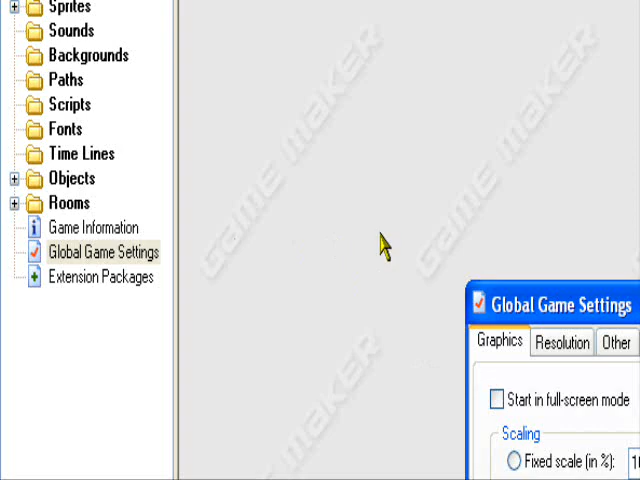 Sprites
Sounds
Backgrounds
Paths
Scripts
Fonts
Time Lines
Objects
Rooms
Game Information
Global Game Settings
Extension Packages
GAME MAKER
GAME MAKER
GAME MAKER
GAME MAKER
Global Game Settings
Graphics
Resolution
Other
Start in full-screen mode
Scaling
Fixed scale (in %):